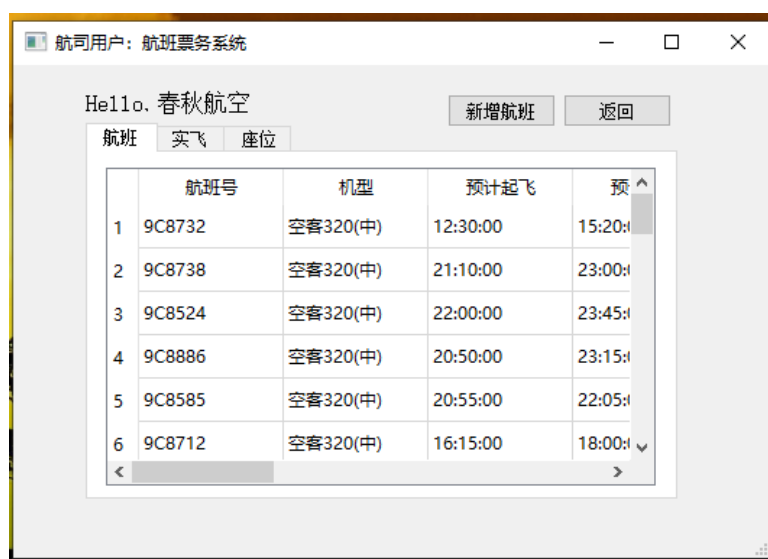 航司用户：航班票务系统
Hello. 春秋航空 新增航班 返回
航班 实飞 座位
航班号 机型 预计起飞 预
1 9C8732 空客320(中) 12:30:00 15:20:
2 9C8738 空客320(中) 21:10:00 23:00:
3 9C8524 空客320(中) 22:00:00 23:45:
4 9C8886 空客320(中) 20:50:00 23:15:
5 9C8585 空客320(中) 20:55:00 22:05:
6 9C8712 空客320(中) 16:15:00 18:00: